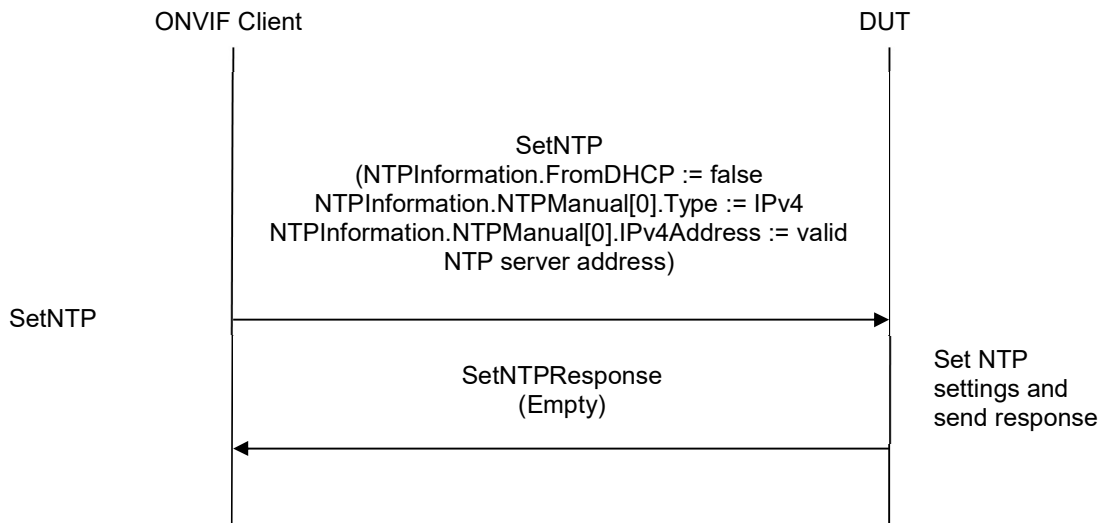 ONVIF Client
DUT
SetNTP
(NTPInformation.FromDHCP := false
NTPInformation.NTPManual[0].Type := IPv4
NTPInformation.NTPManual[0].IPv4Address := valid
NTP server address)
SetNTP
SetNTPResponse
(Empty)
Set NTP
settings and
send response